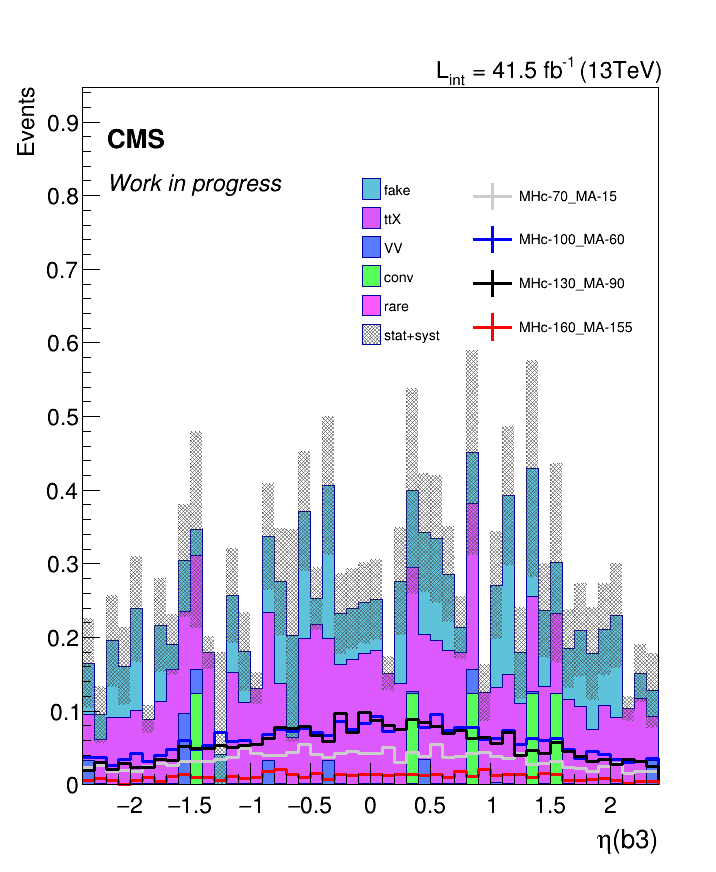 L_int = 41.5 fb^-1 (13TeV)
Events
CMS
Work in progress
fake
ttX
VV
conv
rare
stat+syst
MHc-70_MA-15
MHc-100_MA-60
MHc-130_MA-90
MHc-160_MA-155
0.9
0.8
0.7
0.6
0.5
0.4
0.3
0.2
0.1
0
−2 −1.5 −1 −0.5 0 0.5 1 1.5 2
η(b3)